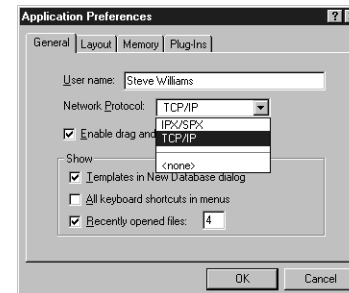 Application Preferences
General Layout Memory Plug-Ins
User name: Steve Williams
Network Protocol: TCP/IP
IPX/SPX
Enable drag and
TCP/IP
<none>
Show
Templates in New Database dialog
All keyboard shortcuts in menus
Recently opened files: 4
OK Cancel